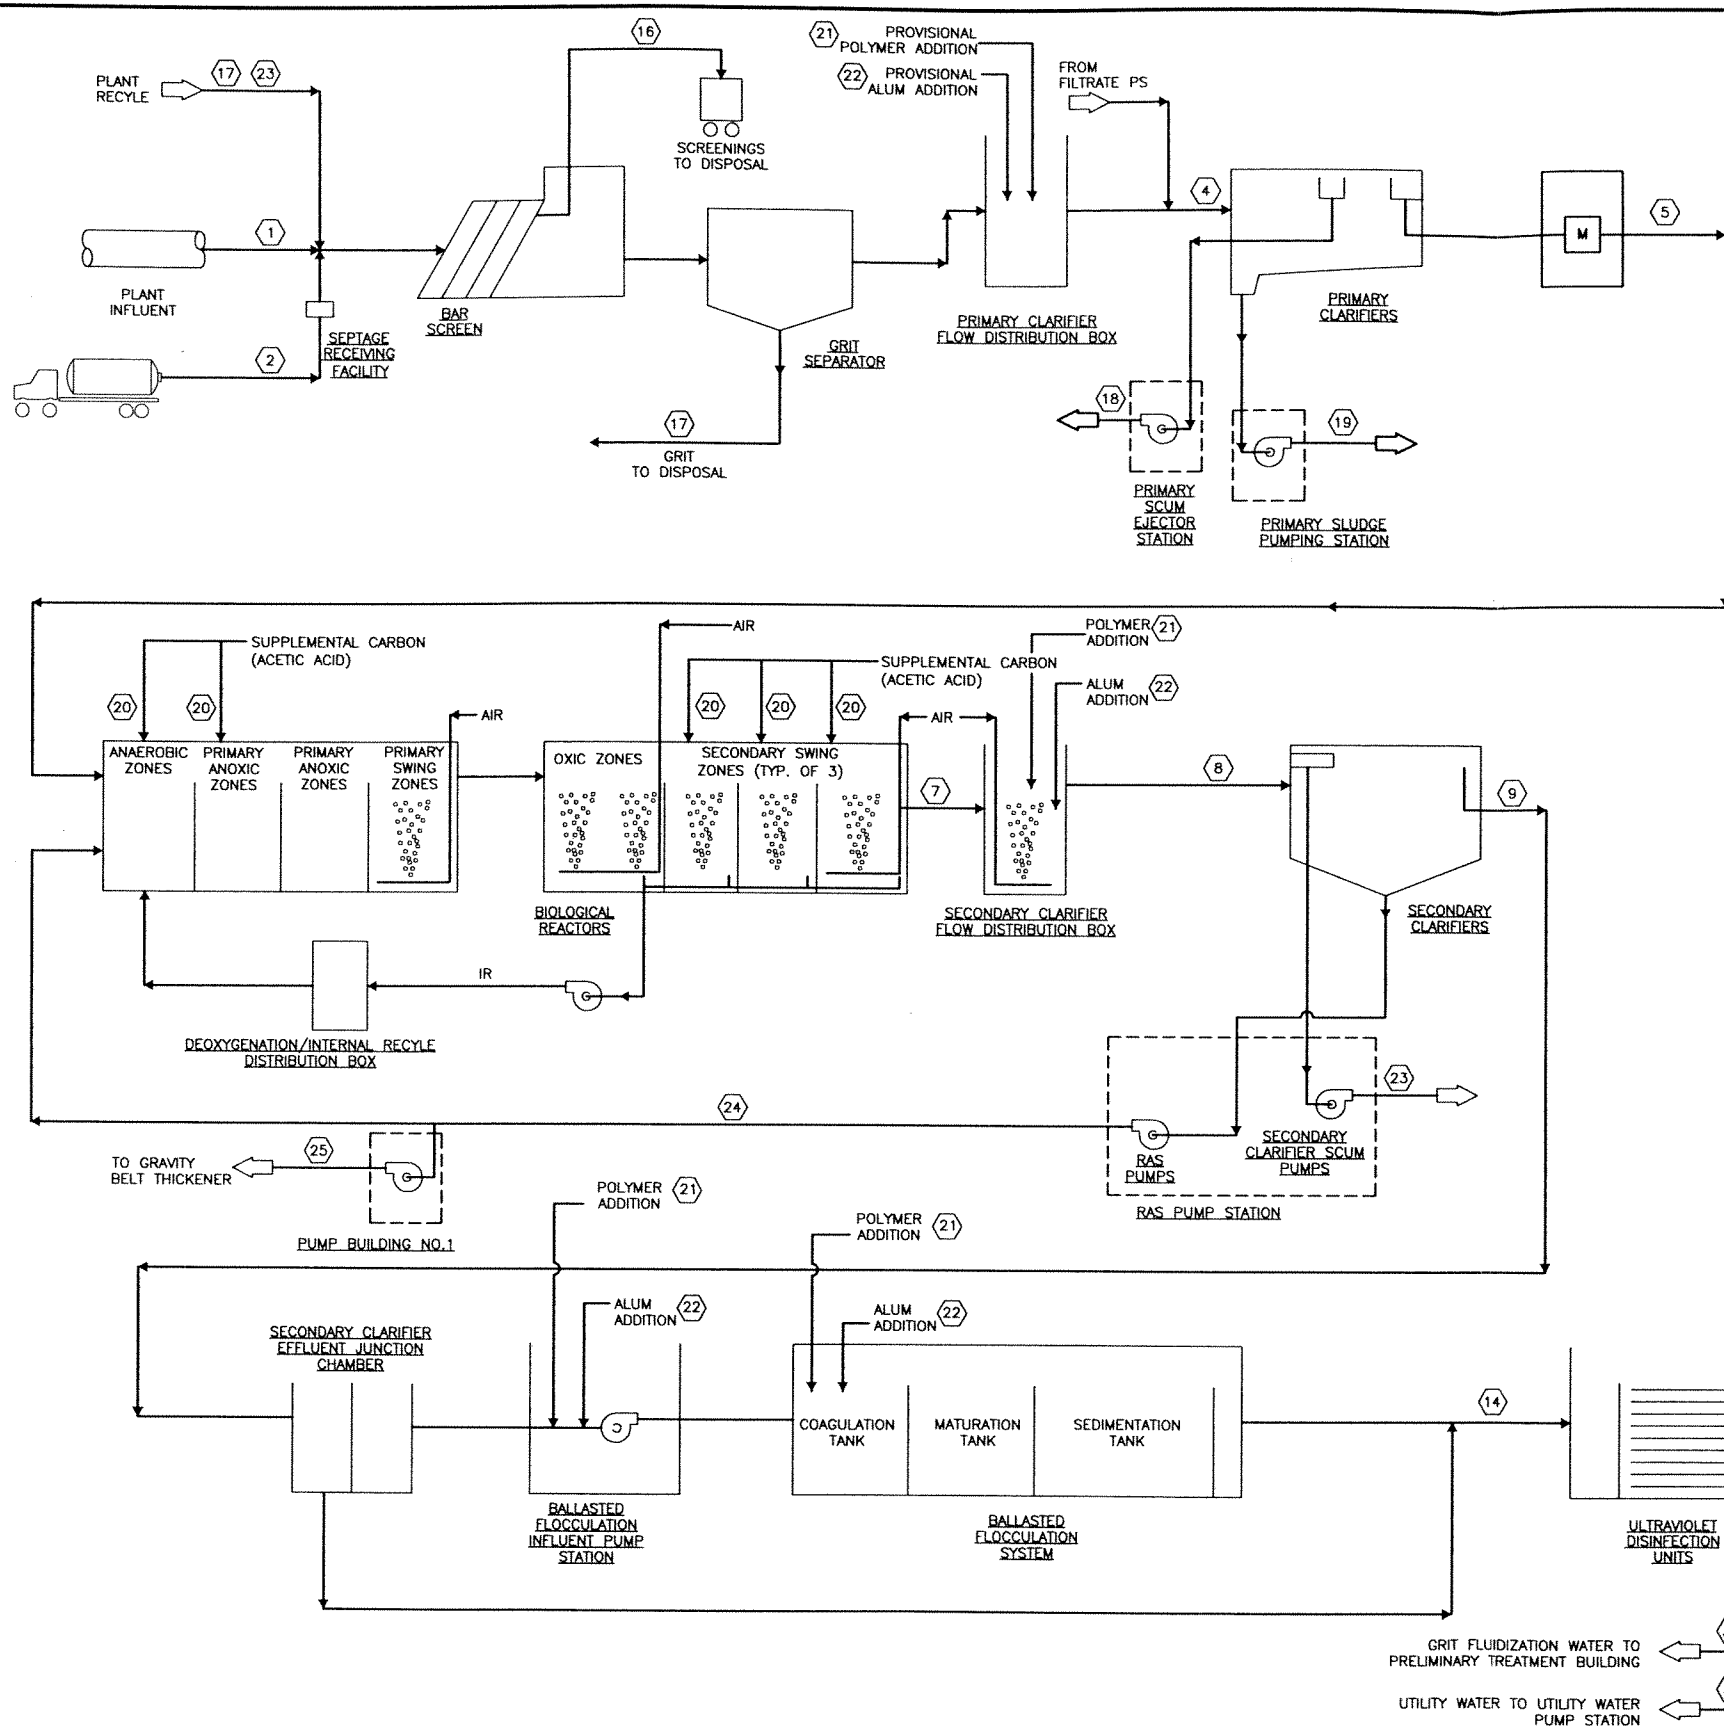 16
21
PROVISIONAL
POLYMER ADDITION
22
PROVISIONAL
ALUM ADDITION
FROM
FILTRATE PS
PLANT
RECYLE
17
23
SCREENINGS
TO DISPOSAL
4
5
M
1
PLANT
INFLUENT
BAR
SCREEN
SEPTAGE
RECEIVING
FACILITY
2
GRIT
SEPARATOR
PRIMARY CLARIFIER
FLOW DISTRIBUTION BOX
PRIMARY
CLARIFIERS
17
GRIT
TO DISPOSAL
18
19
PRIMARY
SCUM
EJECTOR
STATION
PRIMARY SLUDGE
PUMPING STATION
SUPPLEMENTAL CARBON
(ACETIC ACID)
AIR
SUPPLEMENTAL CARBON
(ACETIC ACID)
POLYMER
ADDITION
21
ALUM
ADDITION
22
20
20
AIR
20
20
20
AIR
ANAEROBIC
ZONES
PRIMARY
ANOXIC
ZONES
PRIMARY
ANOXIC
ZONES
PRIMARY
SWING
ZONES
OXIC ZONES
SECONDARY SWING
ZONES (TYP. OF 3)
7
8
9
BIOLOGICAL
REACTORS
SECONDARY CLARIFIER
FLOW DISTRIBUTION BOX
SECONDARY
CLARIFIERS
IR
DEOXYGENATION/INTERNAL RECYLE
DISTRIBUTION BOX
23
24
RAS
PUMPS
SECONDARY
CLARIFIER SCUM
PUMPS
RAS PUMP STATION
TO GRAVITY
BELT THICKENER
25
PUMP BUILDING NO.1
POLYMER
ADDITION
21
POLYMER
ADDITION
21
ALUM
ADDITION
22
ALUM
ADDITION
22
SECONDARY CLARIFIER
EFFLUENT JUNCTION
CHAMBER
COAGULATION
TANK
MATURATION
TANK
SEDIMENTATION
TANK
14
BALLASTED
FLOCCULATION
INFLUENT PUMP
STATION
BALLASTED
FLOCCULATION
SYSTEM
ULTRAVIOLET
DISINFECTION
UNITS
GRIT FLUIDIZATION WATER TO
PRELIMINARY TREATMENT BUILDING
UTILITY WATER TO UTILITY WATER
PUMP STATION